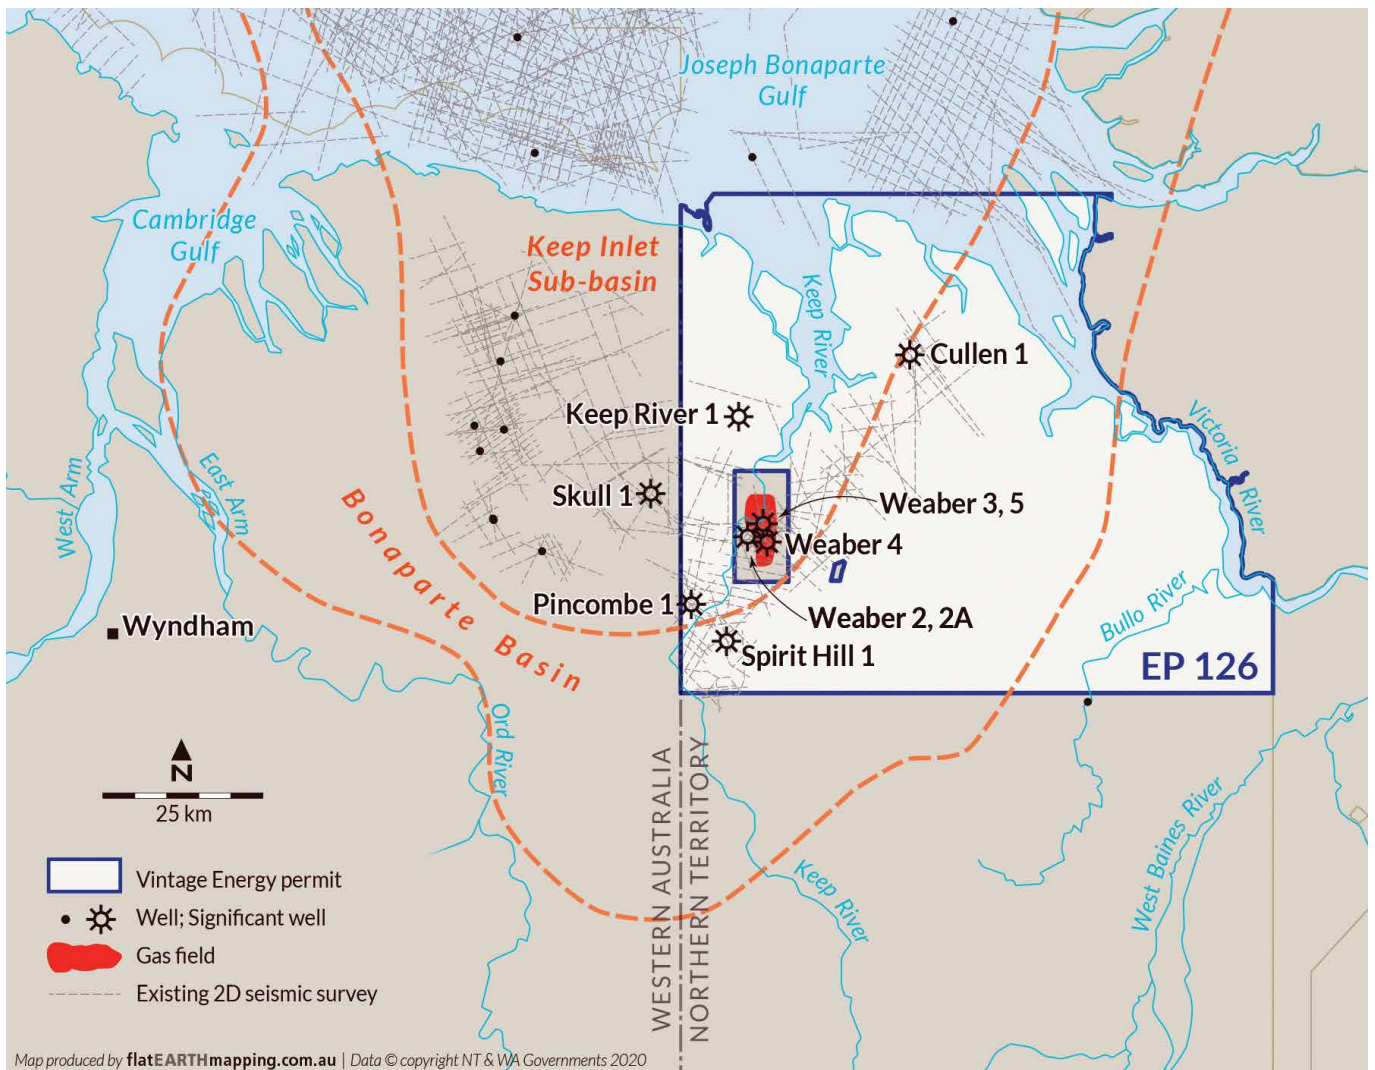 Joseph Bonaparte
Gulf
Cambridge
Gulf
Keep Inlet
Sub-basin
Keep River
Cullen 1
Keep River 1
Victoria
River
West Arm
East Arm
Skull 1
Weaber 3, 5
Weaber 4
Bonaparte Basin
Pincombe 1
Weaber 2, 2A
Bullo River
Wyndham
Spirit Hill 1
EP 126
Ord River
N
25 km
WESTERN AUSTRALIA
NORTHERN TERRITORY
West Baines River
Keep River
Vintage Energy permit
Well; Significant well
Gas field
Existing 2D seismic survey
Map produced by flatEARTHmapping.com.au | Data © copyright NT & WA Governments 2020